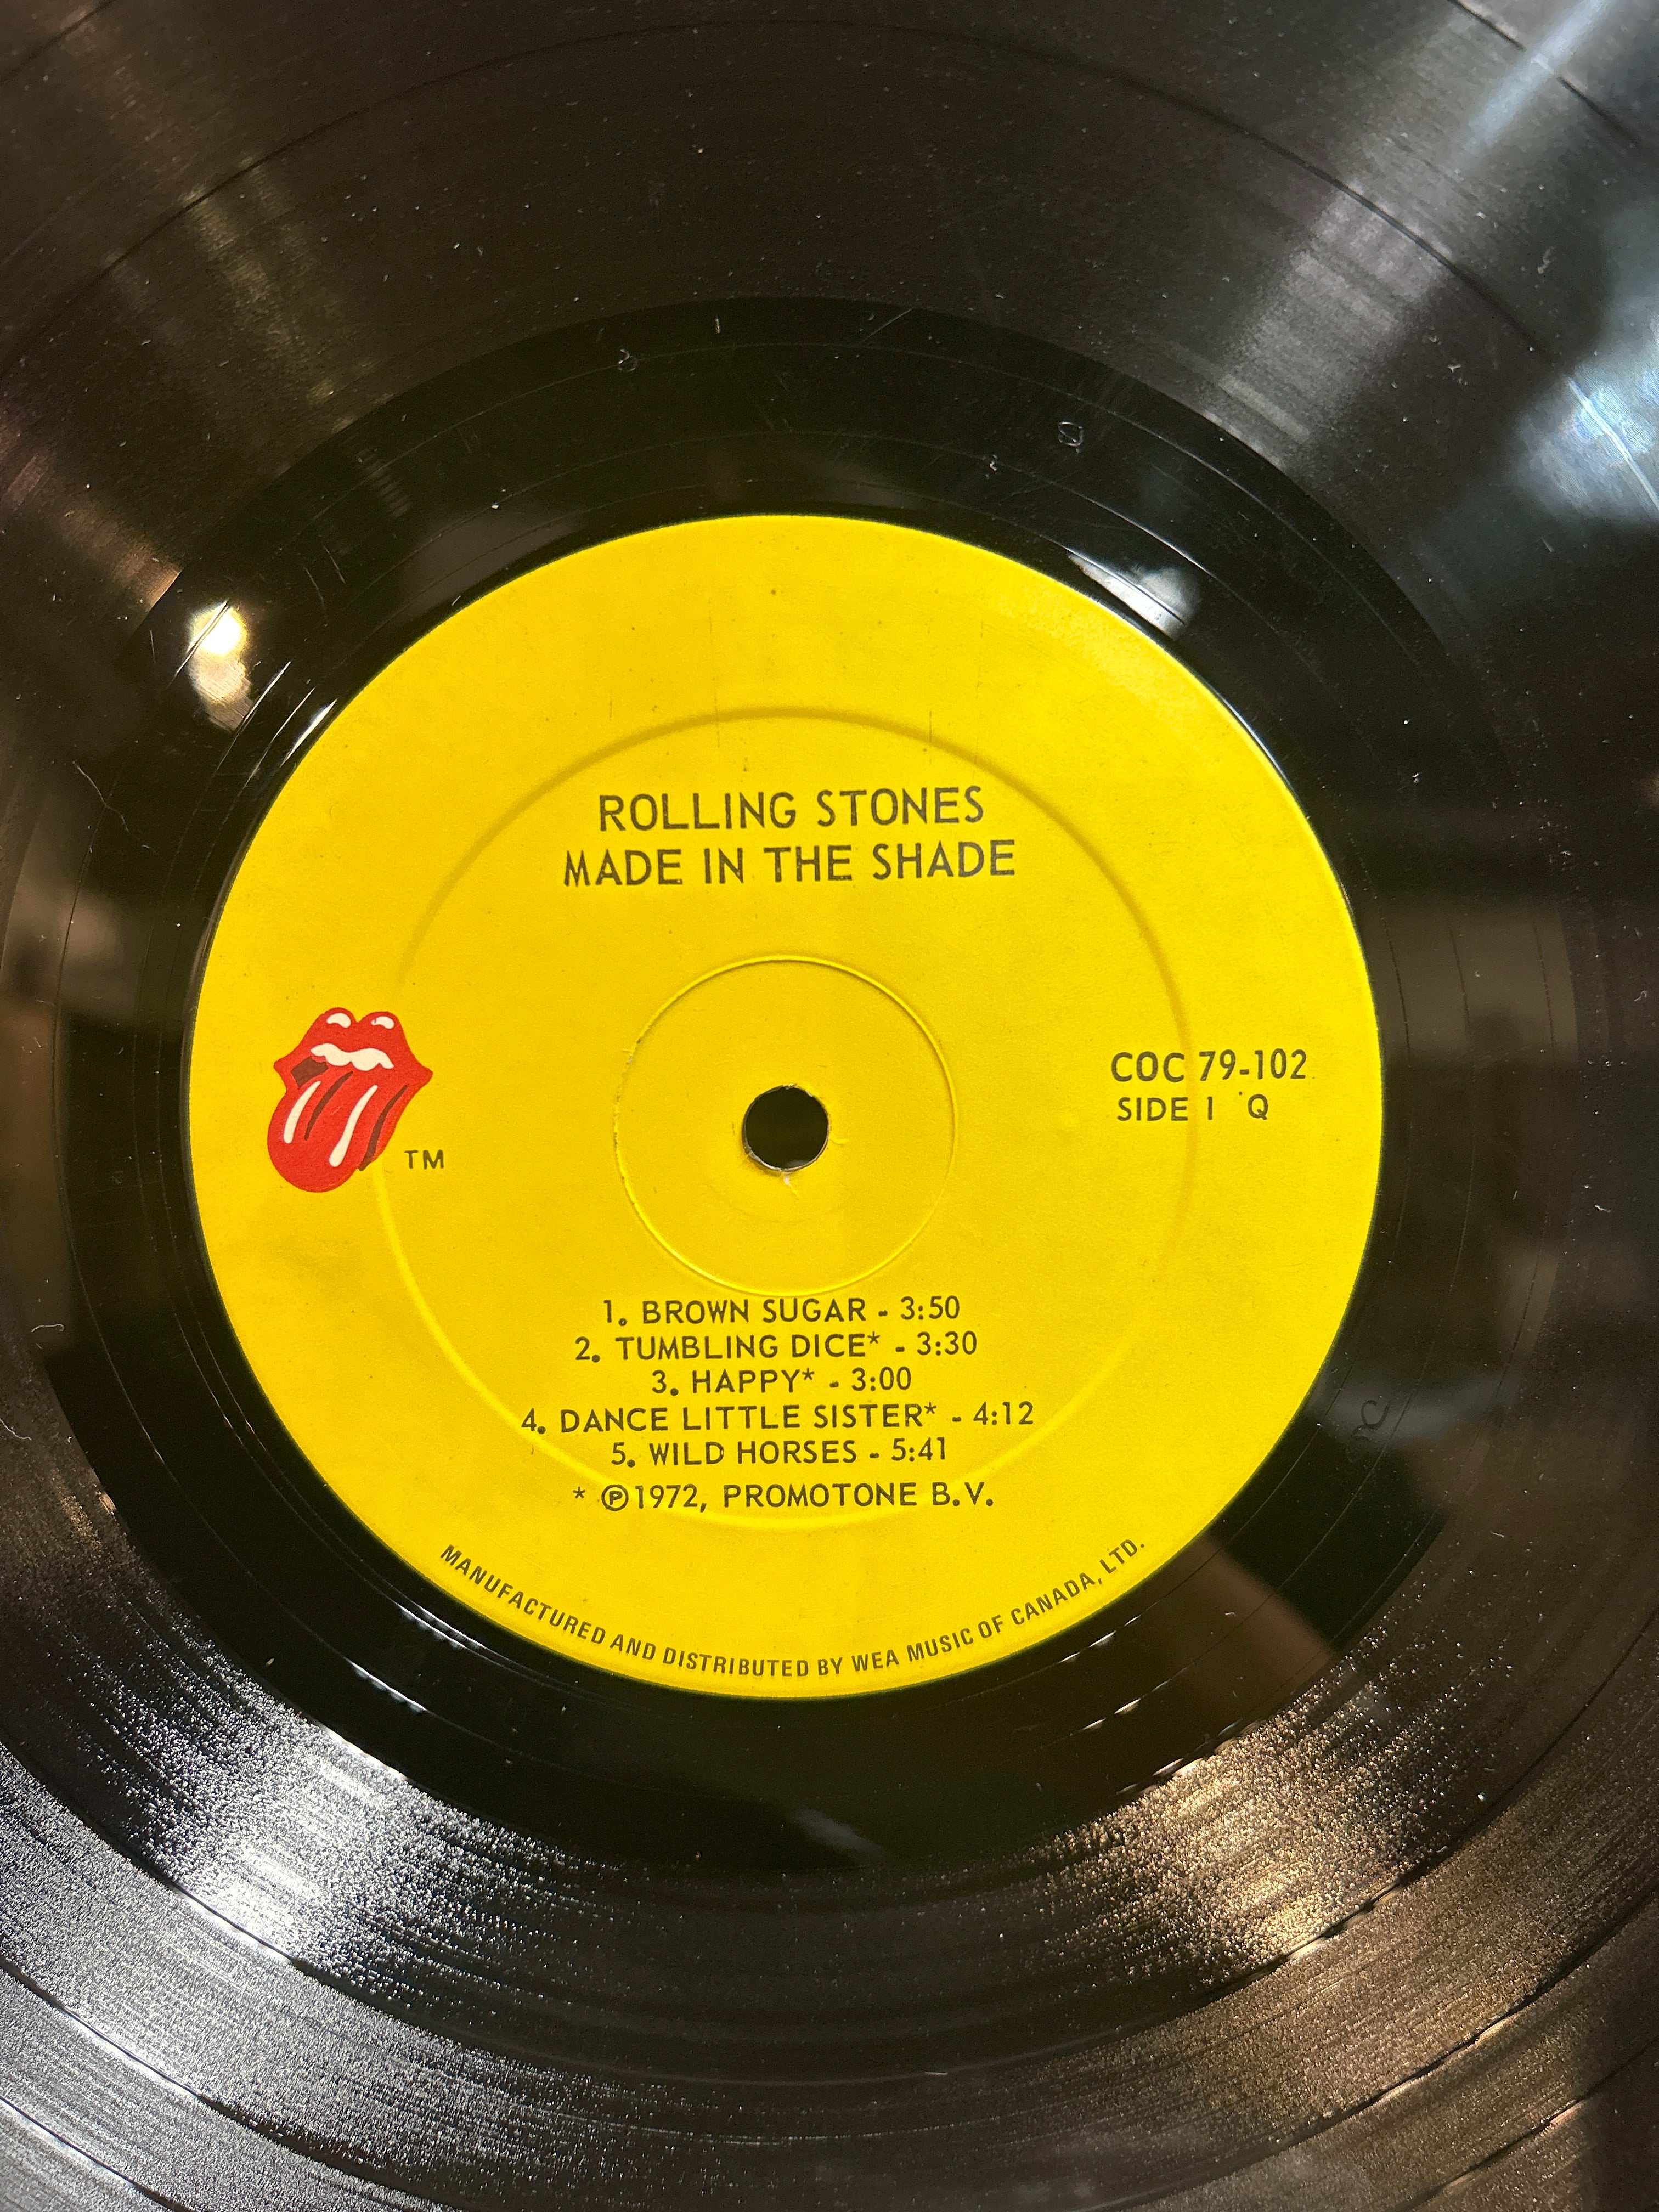 ROLLING STONES
MADE IN THE SHADE
TM
COC 79-102
SIDE 1 Q
1. BROWN SUGAR - 3:50
2. TUMBLING DICE* - 3:30
3. HAPPY* - 3:00
4. DANCE LITTLE SISTER* - 4:12
5. WILD HORSES - 5:41
* ℗1972, PROMOTONE B.V.
MANUFACTURED AND DISTRIBUTED BY WEA MUSIC OF CANADA, LTD.